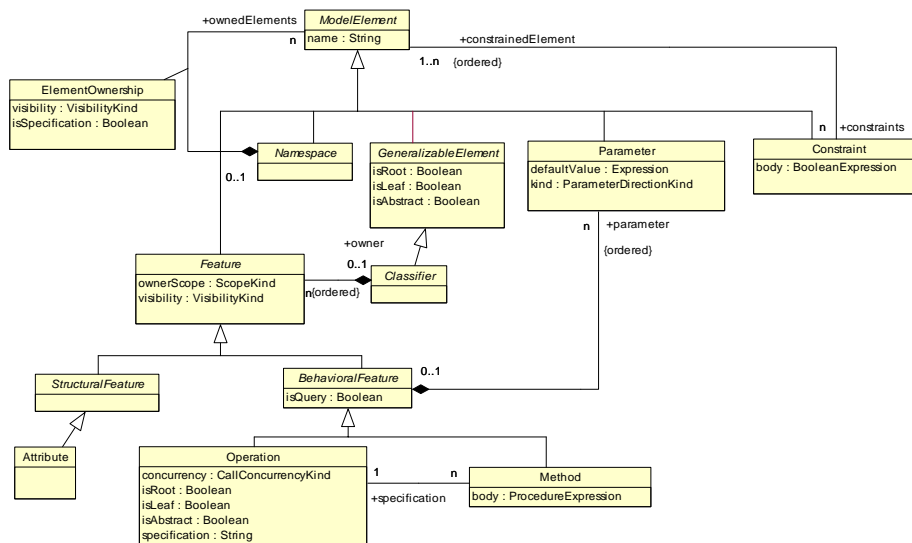 +ownedElements
ModelElement
n
name : String
+constrainedElement
1..n
{ordered}
ElementOwnership
visibility : VisibilityKind
isSpecification : Boolean
n
+constraints
Namespace
0..1
GeneralizableElement
isRoot : Boolean
isLeaf : Boolean
isAbstract : Boolean
Parameter
defaultValue : Expression
kind : ParameterDirectionKind
Constraint
body : BooleanExpression
n
+parameter
{ordered}
+owner
0..1
Feature
ownerScope : ScopeKind
visibility : VisibilityKind
n
{ordered}
Classifier
StructuralFeature
BehavioralFeature
isQuery : Boolean
0..1
Attribute
Operation
concurrency : CallConcurrencyKind
isRoot : Boolean
isLeaf : Boolean
isAbstract : Boolean
specification : String
1
n
+specification
Method
body : ProcedureExpression